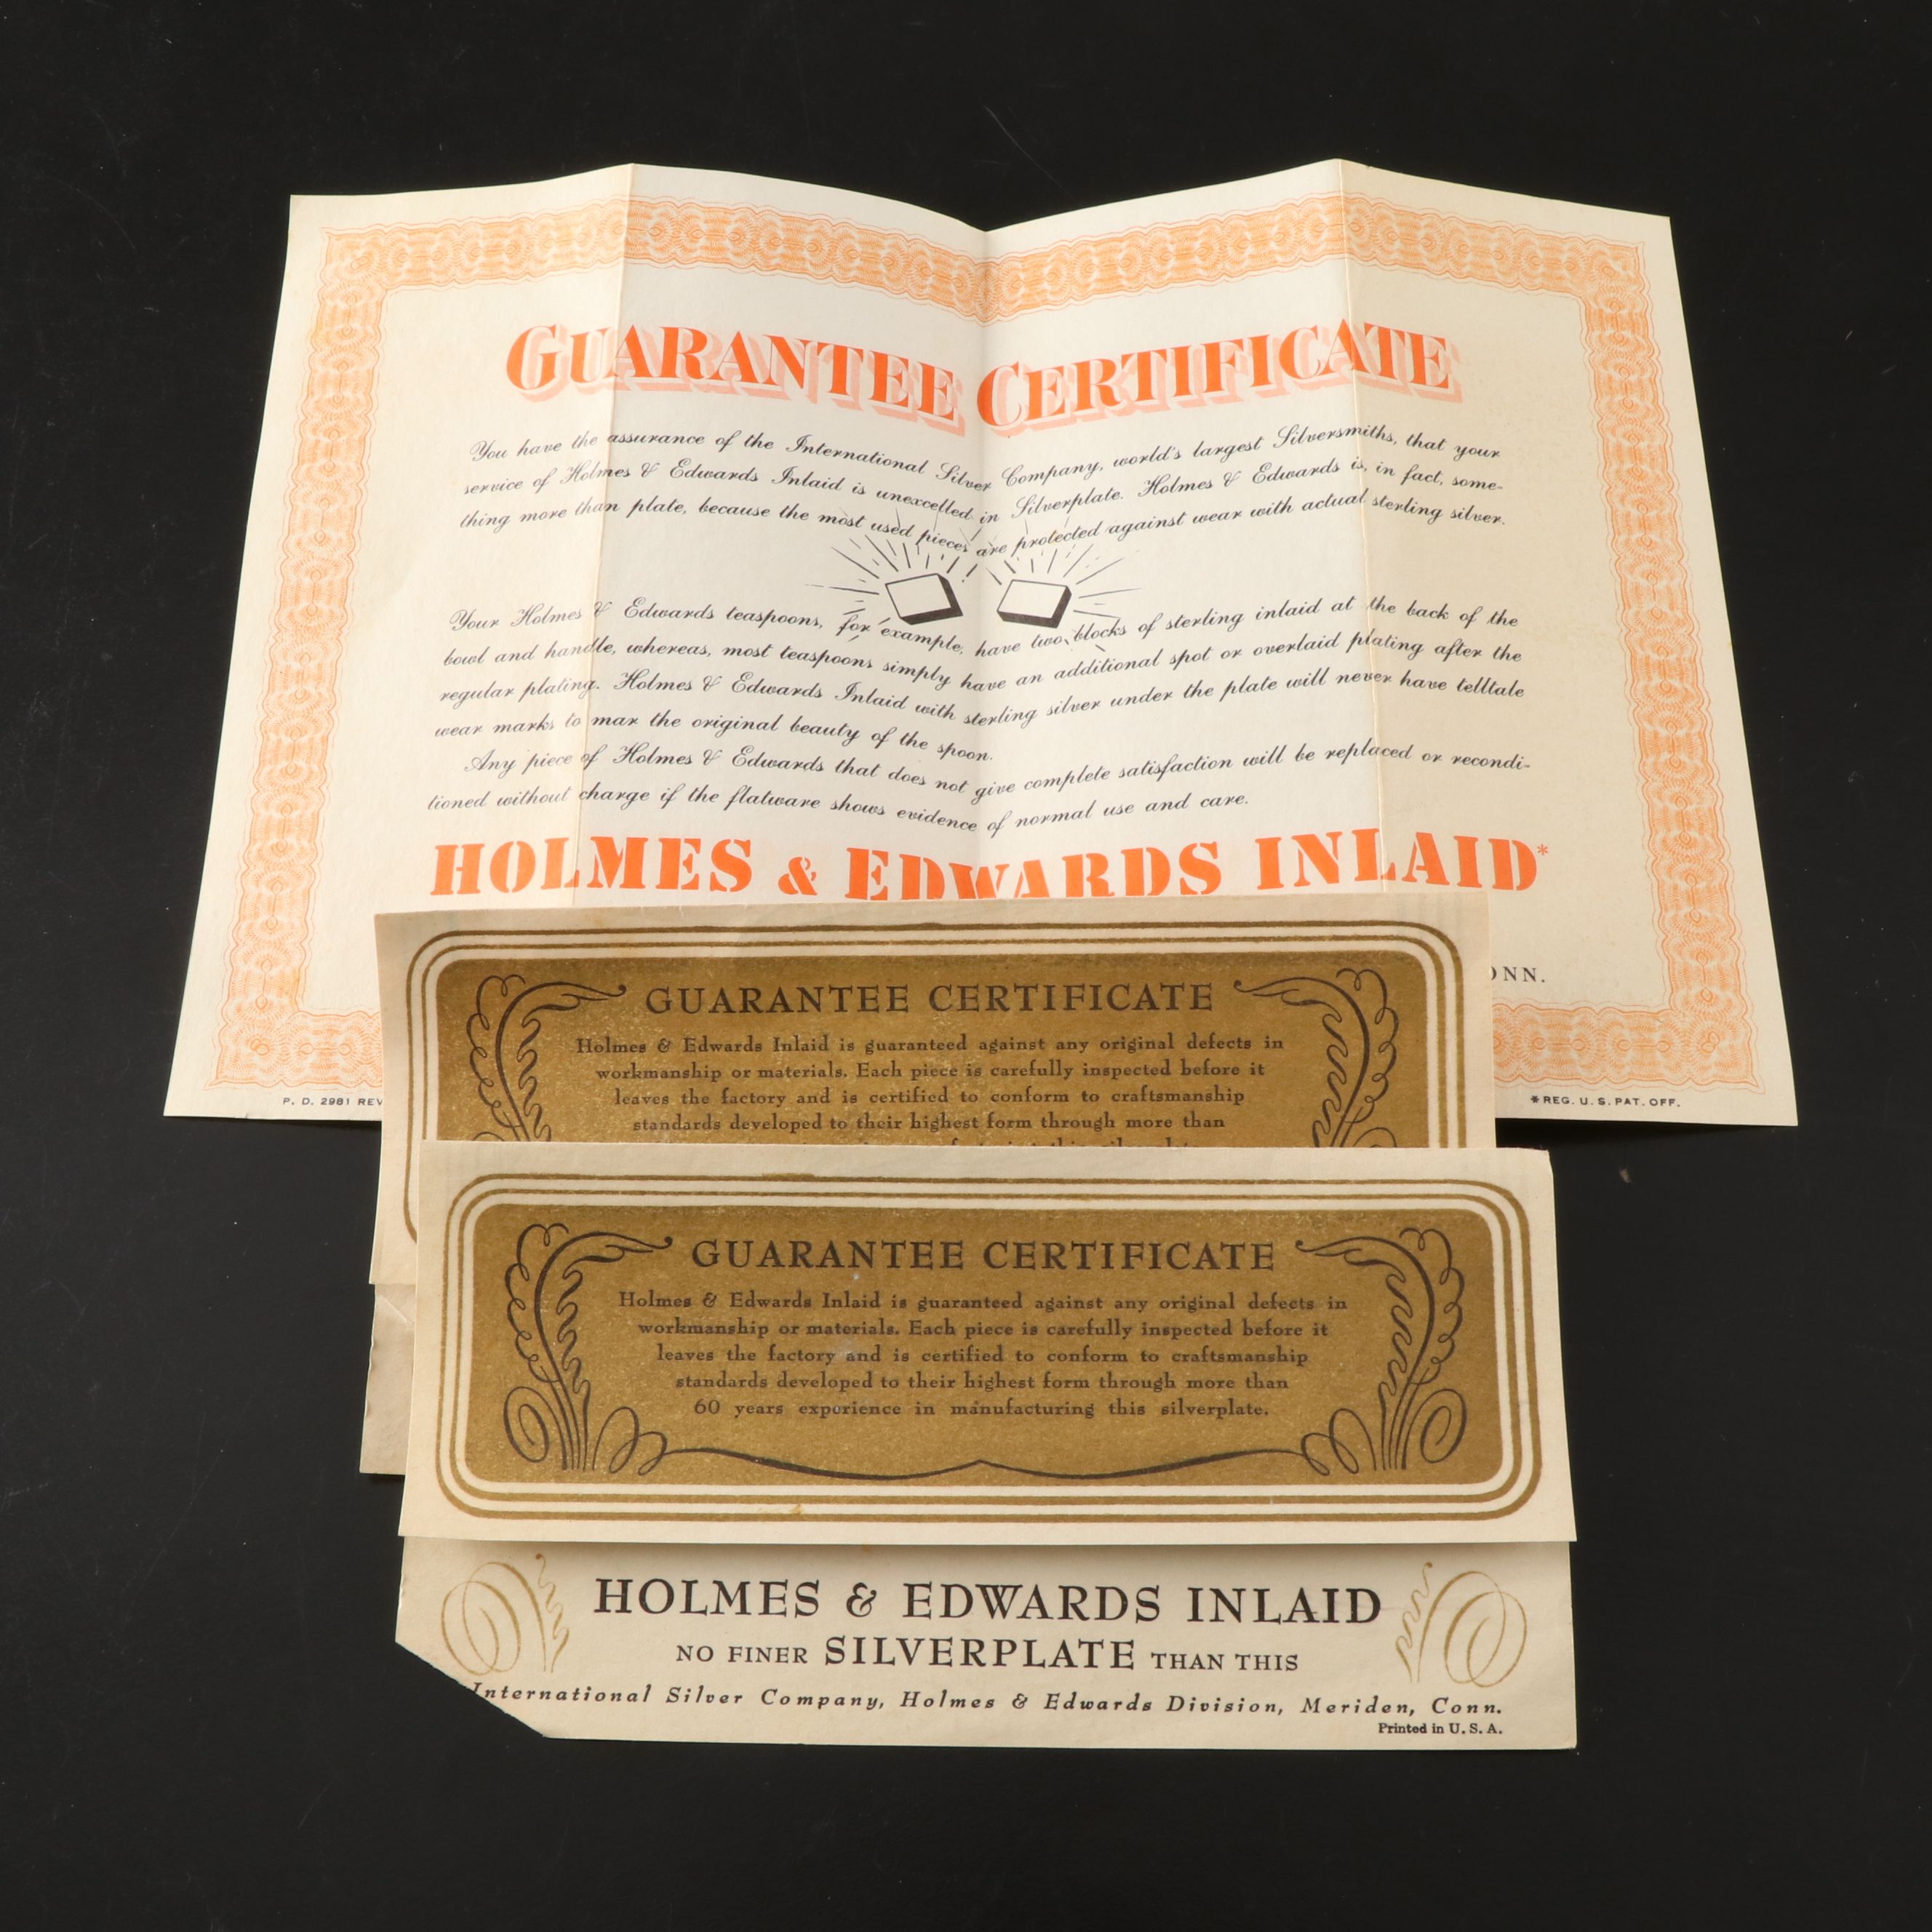 GUARANTEE CERTIFICATE
You have the assurance of the International Silver Company, world's largest Silversmiths, that your
service of Holmes & Edwards Inlaid is unexcelled in Silverplate. Holmes & Edwards is, in fact, some-
thing more than plate, because the most used pieces are protected against wear with actual sterling silver.
Your Holmes & Edwards teaspoons, for example, have two blocks of sterling inlaid at the back of the
bowl and handle, whereas, most teaspoons simply have an additional spot or overlaid plating after the
regular plating. Holmes & Edwards Inlaid with sterling silver under the plate will never have telltale
wear marks to mar the original beauty of the spoon.
Any piece of Holmes & Edwards that does not give complete satisfaction will be replaced or recondi-
tioned without charge if the flatware shows evidence of normal use and care.
HOLMES & EDWARDS INLAID*
ONN.
P. D. 2981 REV
*REG. U. S. PAT. OFF.
GUARANTEE CERTIFICATE
Holmes & Edwards Inlaid is guaranteed against any original defects in
workmanship or materials. Each piece is carefully inspected before it
leaves the factory and is certified to conform to craftsmanship
standards developed to their highest form through more than
GUARANTEE CERTIFICATE
Holmes & Edwards Inlaid is guaranteed against any original defects in
workmanship or materials. Each piece is carefully inspected before it
leaves the factory and is certified to conform to craftsmanship
standards developed to their highest form through more than
60 years experience in manufacturing this silverplate.
HOLMES & EDWARDS INLAID
NO FINER SILVERPLATE THAN THIS
International Silver Company, Holmes & Edwards Division, Meriden, Conn.
Printed in U. S. A.